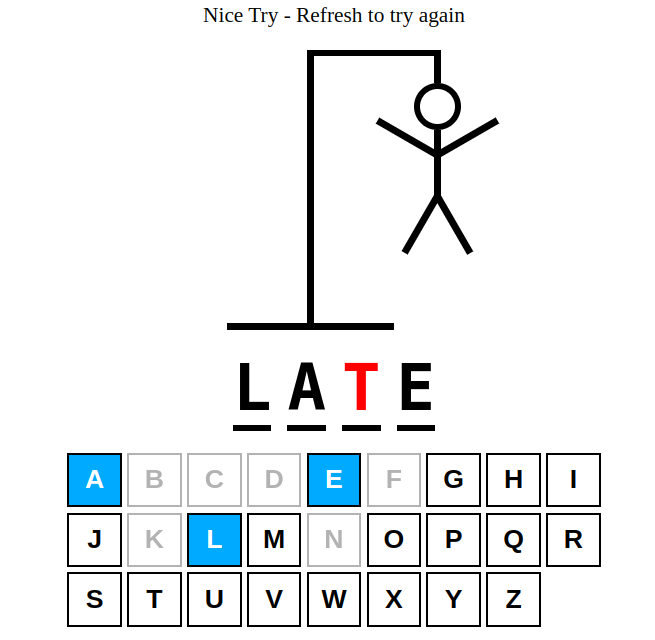 Nice Try - Refresh to try again
L A T E
A B C D E F G H I
J K L M N O P Q R
S T U V W X Y Z